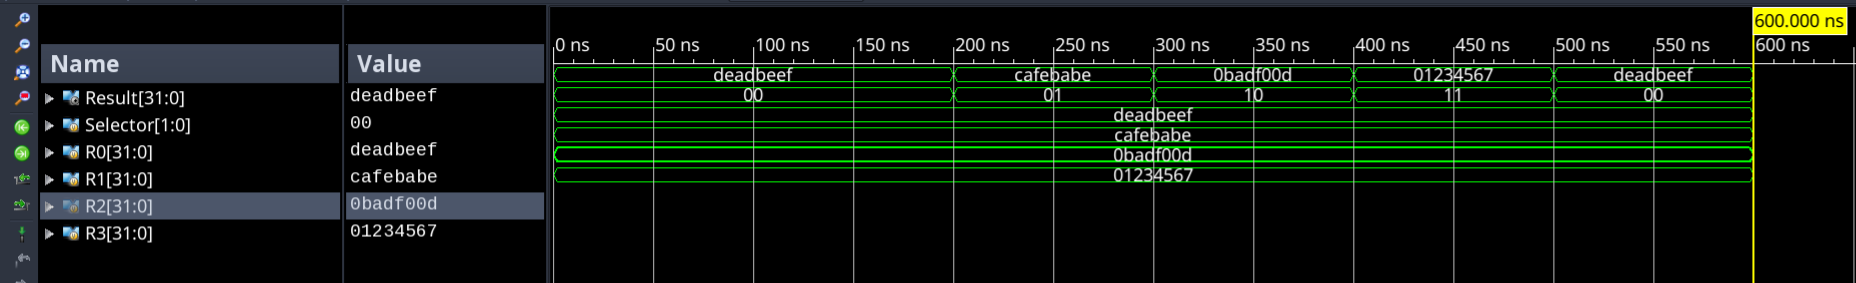 600.000 ns
0 ns 50 ns 100 ns 150 ns 200 ns 250 ns 300 ns 350 ns 400 ns 450 ns 500 ns 550 ns 600 ns
Name Value
deadbeef cafebabe 0badf00d 01234567 deadbeef
Result[31:0] deadbeef 00 01 10 11 00
Selector[1:0] 00 deadbeef
cafebabe
R0[31:0] deadbeef 0badf00d
R1[31:0] cafebabe 01234567
R2[31:0] 0badf00d
R3[31:0] 01234567